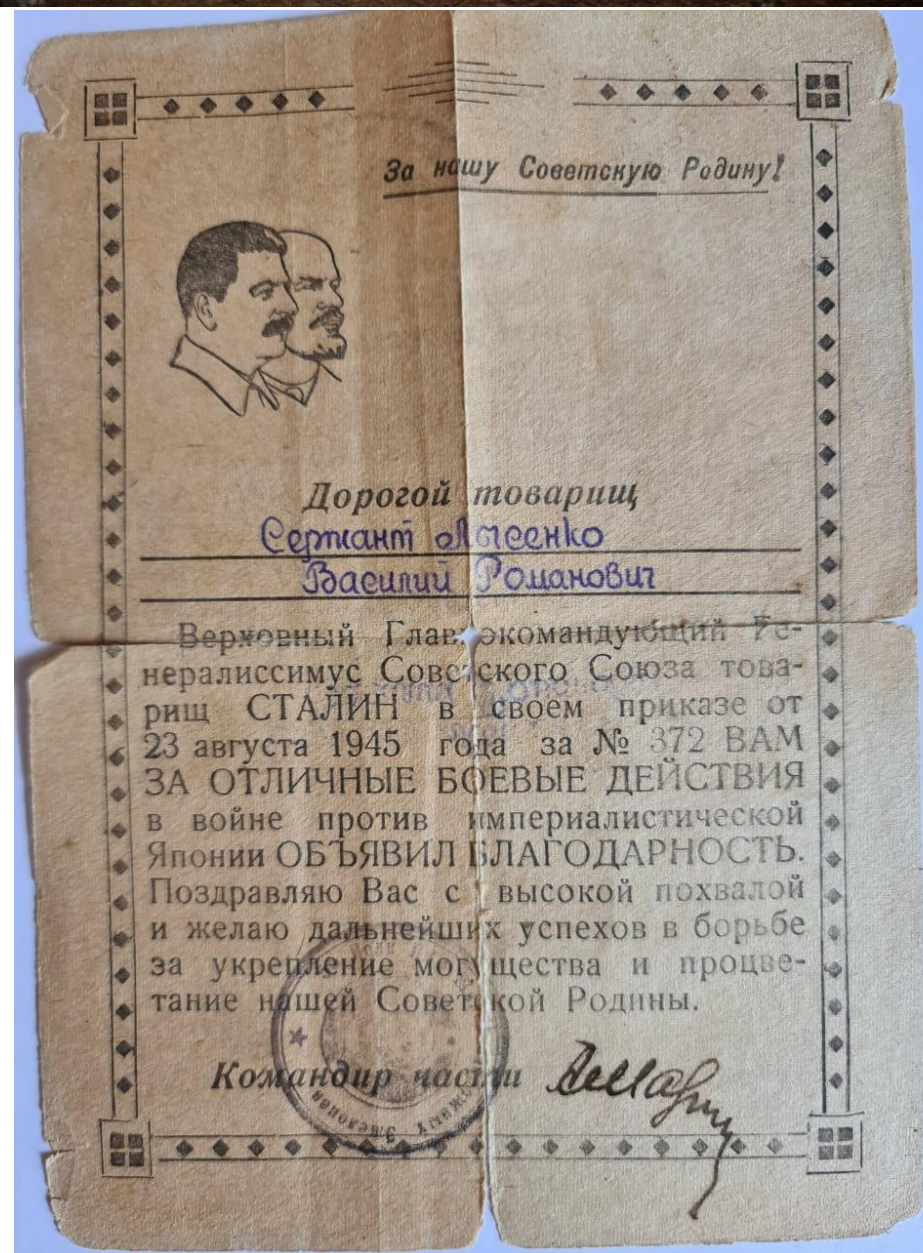 За нашу Советскую Родину!
Дорогой товарищ
Сержант Лысенко
Василий Романович
Верховный Главнокомандующий Ге-
нералиссимус Советского Союза това-
рищ СТАЛИН в своем приказе от
23 августа 1945 года за № 372 ВАМ
ЗА ОТЛИЧНЫЕ БОЕВЫЕ ДЕЙСТВИЯ
в войне против империалистической
Японии ОБЪЯВИЛ БЛАГОДАРНОСТЬ.
Поздравляю Вас с высокой похвалой
и желаю дальнейших успехов в борьбе
за укрепление могущества и процве-
тание нашей Советской Родины.
Командир части